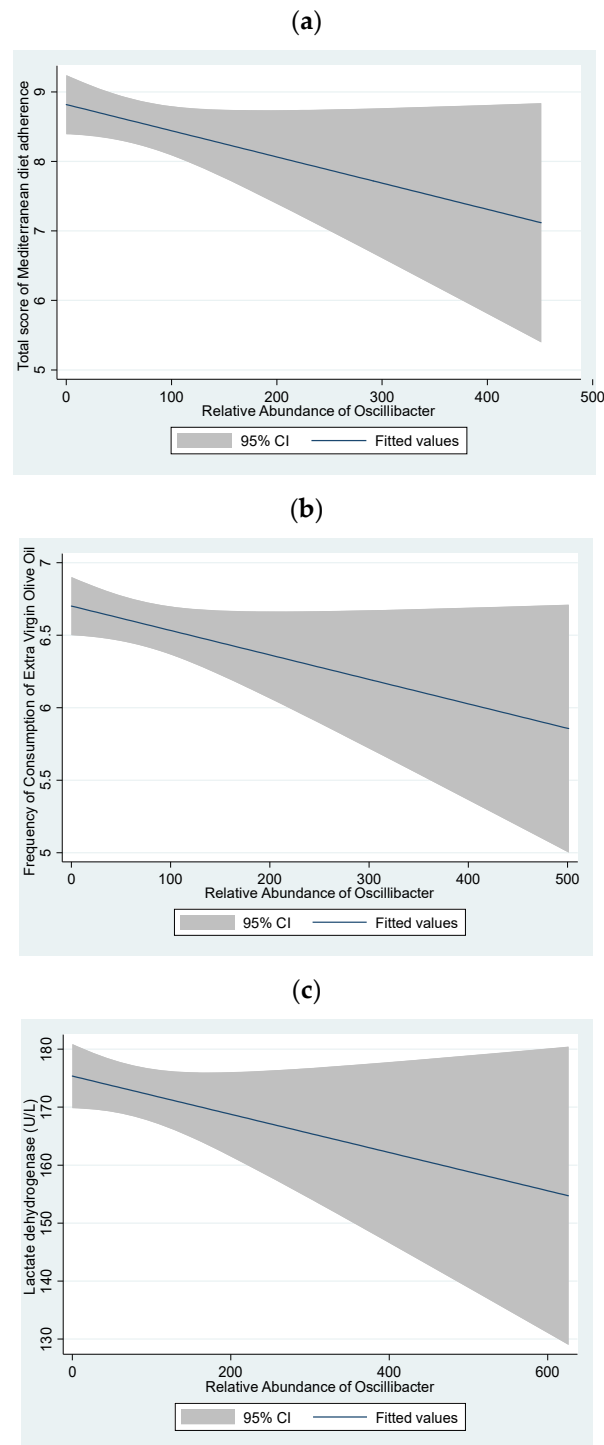 (a)
Total score of Mediterranean diet adherence
9
8
7
6
5
0 100 200 300 400 500
Relative Abundance of Oscillibacter
95% CI Fitted values
(b)
Frequency of Consumption of Extra Virgin Olive Oil
7
6.5
6
5.5
5
0 100 200 300 400 500
Relative Abundance of Oscillibacter
95% CI Fitted values
(c)
Lactate dehydrogenase (U/L)
180
170
160
150
140
130
0 200 400 600
Relative Abundance of Oscillibacter
95% CI Fitted values